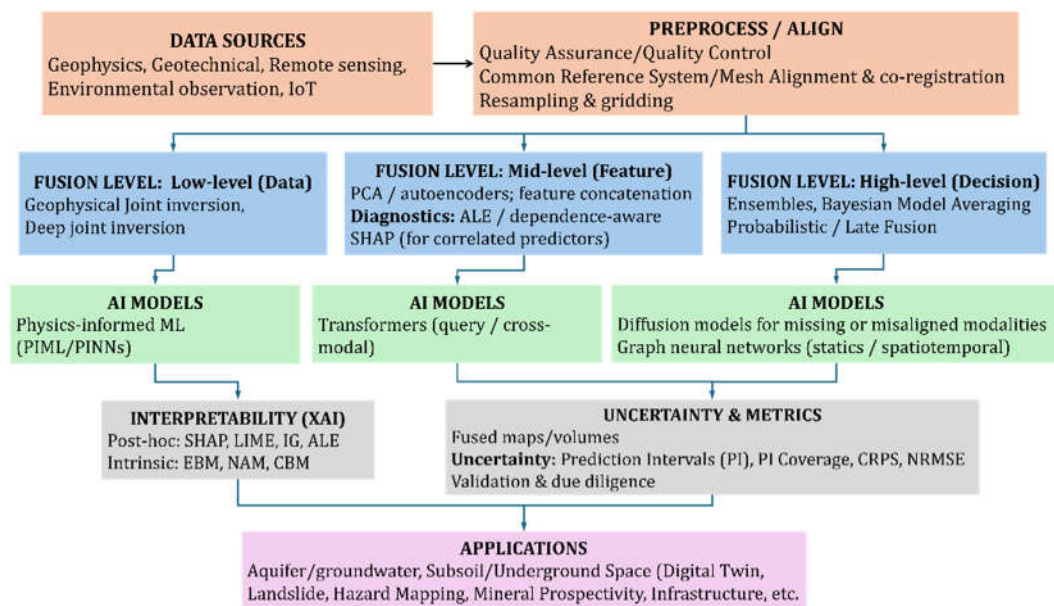 DATA SOURCES
Geophysics, Geotechnical, Remote sensing,
Environmental observation, IoT
PREPROCESS / ALIGN
Quality Assurance/Quality Control
Common Reference System/Mesh Alignment & co-registration
Resampling & gridding
FUSION LEVEL: Low-level (Data)
Geophysical Joint inversion,
Deep joint inversion
FUSION LEVEL: Mid-level (Feature)
PCA / autoencoders; feature concatenation
Diagnostics: ALE / dependence-aware
SHAP (for correlated predictors)
FUSION LEVEL: High-level (Decision)
Ensembles, Bayesian Model Averaging
Probabilistic / Late Fusion
AI MODELS
Physics-informed ML
(PIML/PINNs)
AI MODELS
Transformers (query / cross-
modal)
AI MODELS
Diffusion models for missing or misaligned modalities
Graph neural networks (statics / spatiotemporal)
INTERPRETABILITY (XAI)
Post-hoc: SHAP, LIME, IG, ALE
Intrinsic: EBM, NAM, CBM
UNCERTAINTY & METRICS
Fused maps/volumes
Uncertainty: Prediction Intervals (PI), PI Coverage, CRPS, NRMSE
Validation & due diligence
APPLICATIONS
Aquifer/groundwater, Subsoil/Underground Space (Digital Twin,
Landslide, Hazard Mapping, Mineral Prospectivity, Infrastructure, etc.